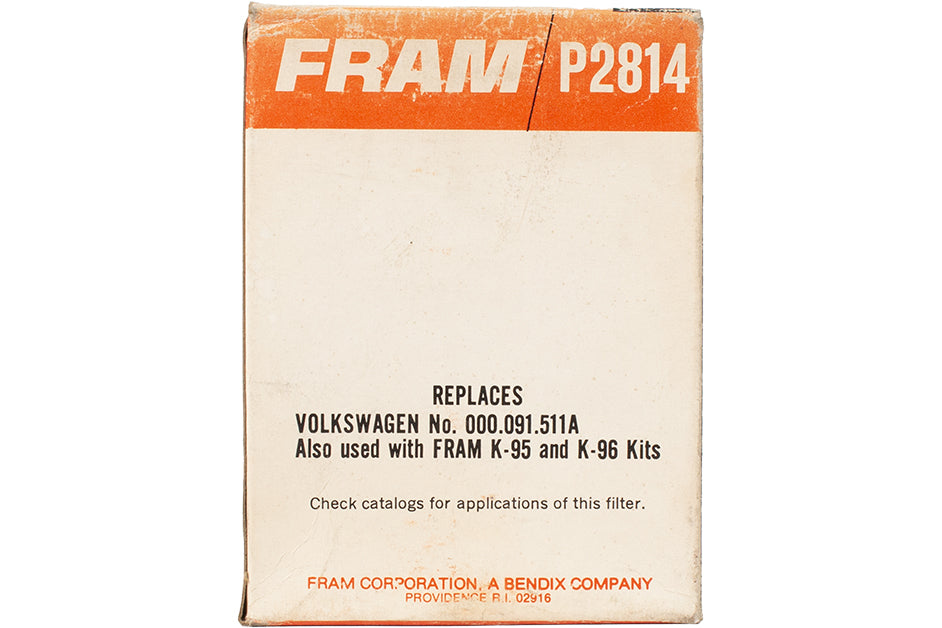 FRAM / P2814
REPLACES
VOLKSWAGEN No. 000.091.511A
Also used with FRAM K-95 and K-96 Kits
Check catalogs for applications of this filter.
FRAM CORPORATION, A BENDIX COMPANY
PROVIDENCE R.I. 02916